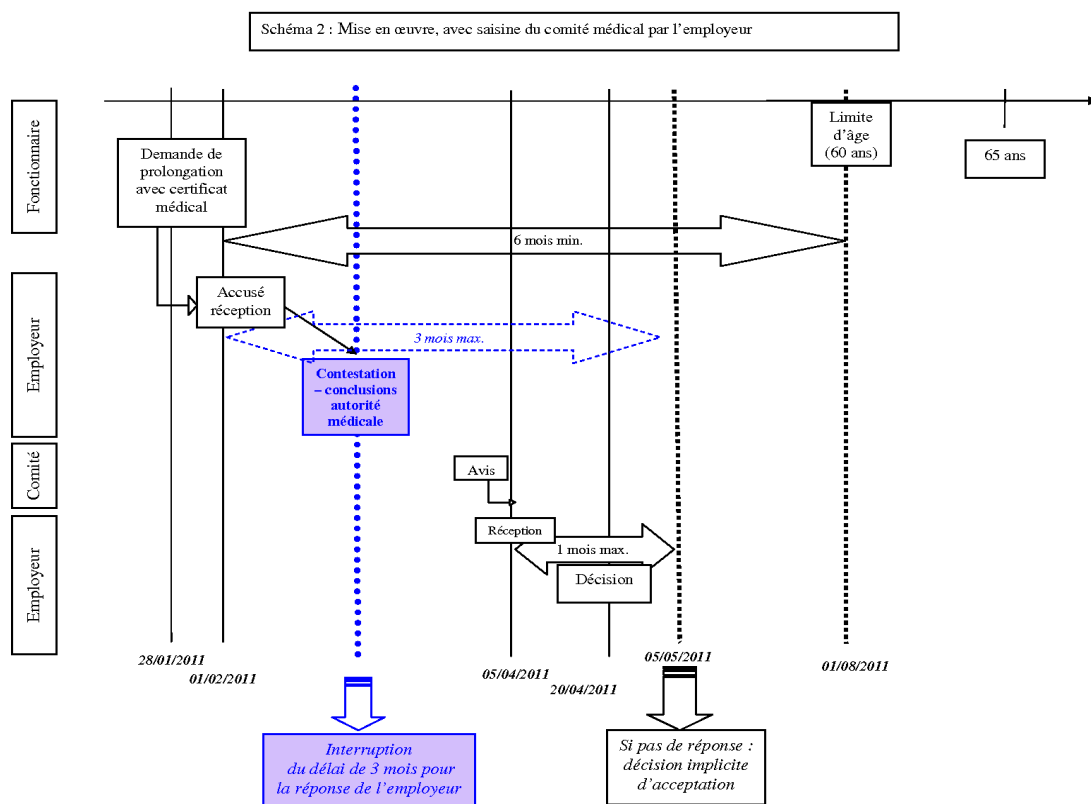 Schéma 2 : Mise en œuvre, avec saisine du comité médical par l'employeur
Fonctionnaire
Demande de
prolongation
avec certificat
médical
Limite
d'âge
(60 ans)
65 ans
6 mois min.
Employeur
Accusé
réception
3 mois max.
Contestation
– conclusions
autorité
médicale
Comité
Avis
Employeur
Réception
1 mois max.
Décision
28/01/2011
01/02/2011
05/04/2011
20/04/2011
05/05/2011
01/08/2011
Interruption
du délai de 3 mois pour
la réponse de l'employeur
Si pas de réponse :
décision implicite
d'acceptation